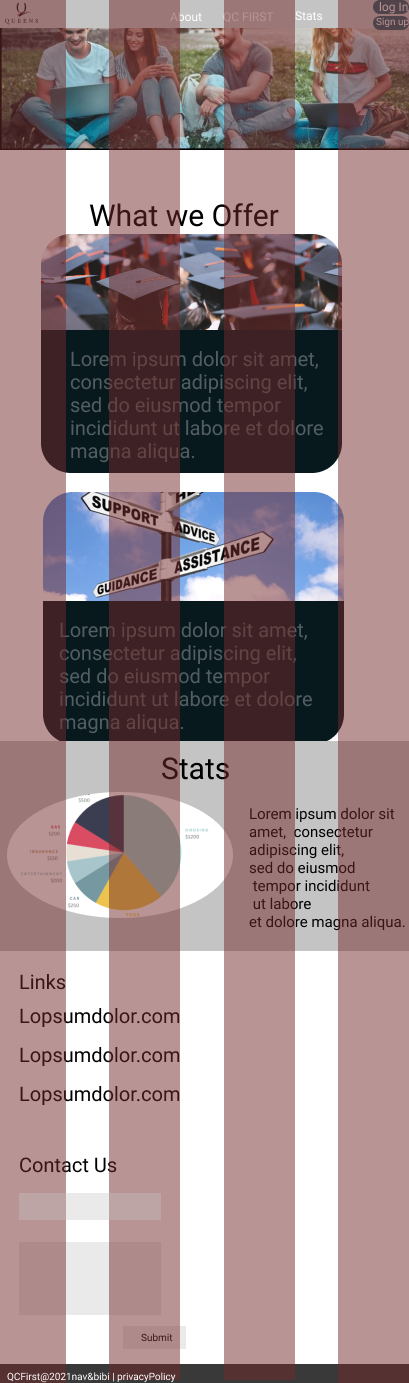 QUEENS
About QC FIRST Stats
log In
Sign up
What we Offer
Lorem ipsum dolor sit amet,
consectetur adipiscing elit,
sed do eiusmod tempor
incididunt ut labore et dolore
magna aliqua.
SUPPORT
ADVICE
ASSISTANCE
GUIDANCE
Lorem ipsum dolor sit amet,
consectetur adipiscing elit,
sed do eiusmod tempor
incididunt ut labore et dolore
magna aliqua.
Stats
$500
HOUSING
$1200
INSURANCE
ENTERTAINMENT
CAR
$250
FOOD
Lorem ipsum dolor sit
amet, consectetur
adipiscing elit,
sed do eiusmod
tempor incididunt
ut labore
et dolore magna aliqua.
Links
Lopsumdolor.com
Lopsumdolor.com
Lopsumdolor.com
Contact Us
Submit
QCFirst@2021nav&bibi | privacyPolicy